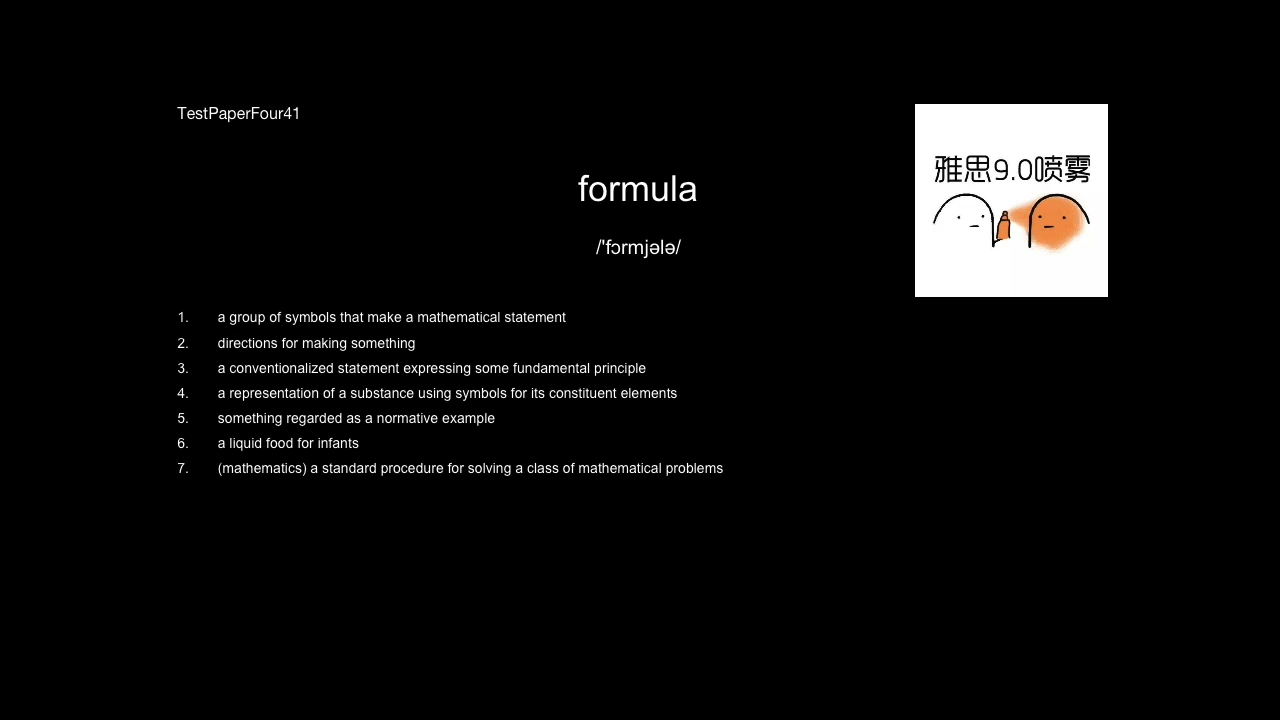 TestPaperFour41
雅思9.0喷雾
formula
/'fɔrmjələ/
1. a group of symbols that make a mathematical statement
2. directions for making something
3. a conventionalized statement expressing some fundamental principle
4. a representation of a substance using symbols for its constituent elements
5. something regarded as a normative example
6. a liquid food for infants
7. (mathematics) a standard procedure for solving a class of mathematical problems